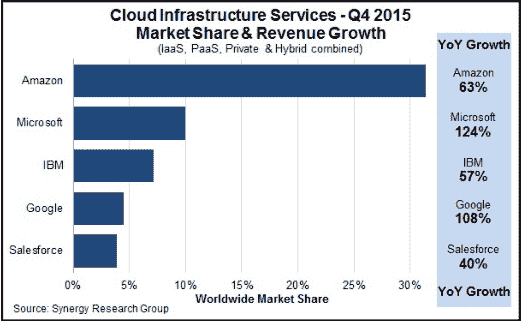 Cloud Infrastructure Services - Q4 2015
Market Share & Revenue Growth
(IaaS, PaaS, Private & Hybrid combined)
Amazon
Microsoft
IBM
Google
Salesforce
0%
5%
10%
15%
20%
25%
30%
Worldwide Market Share
Source: Synergy Research Group
YoY Growth
Amazon
63%
Microsoft
124%
IBM
57%
Google
108%
Salesforce
40%
YoY Growth